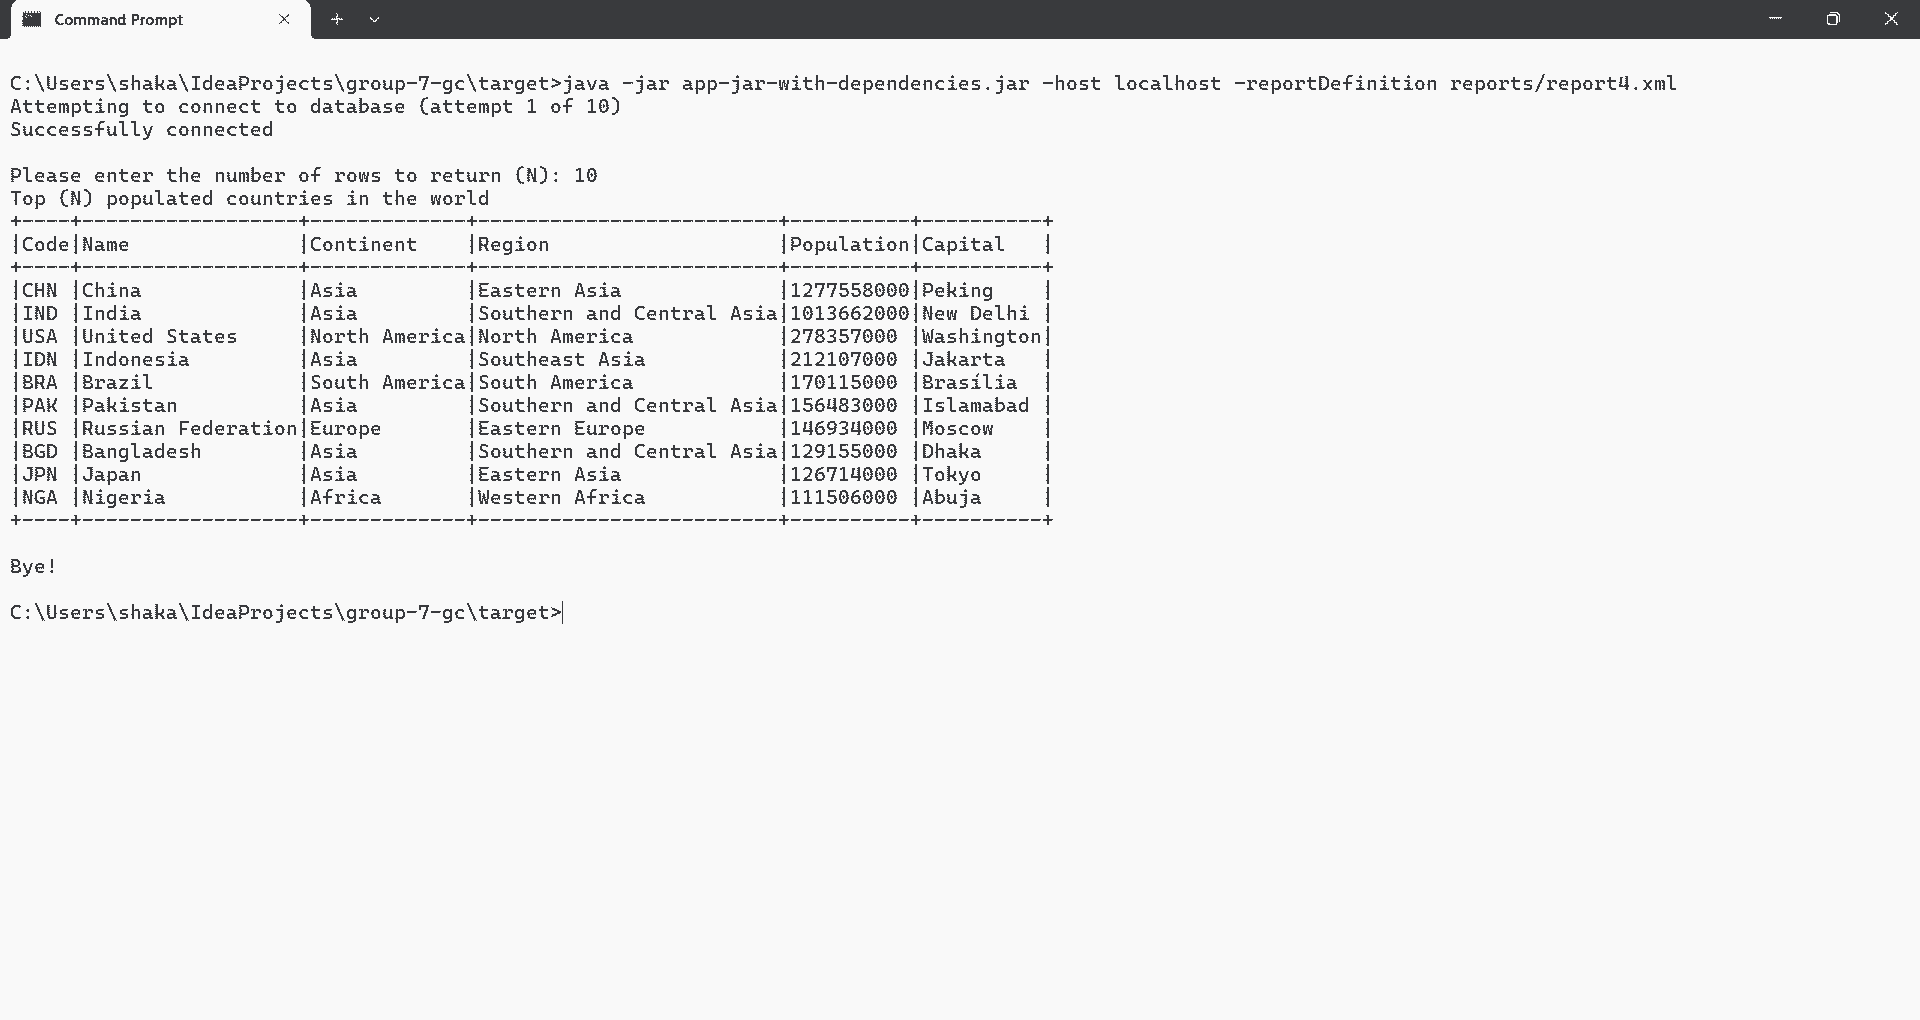 Command Prompt
C:\Users\shaka\IdeaProjects\group-7-gc\target>java -jar app-jar-with-dependencies.jar -host localhost -reportDefinition reports/report4.xml
Attempting to connect to database (attempt 1 of 10)
Successfully connected
Please enter the number of rows to return (N): 10
Top (N) populated countries in the world
+----+------------------+-------------+-------------------------+----------+----------+
|Code|Name              |Continent    |Region                   |Population|Capital   |
+----+------------------+-------------+-------------------------+----------+----------+
|CHN |China             |Asia         |Eastern Asia             |1277558000|Peking    |
|IND |India             |Asia         |Southern and Central Asia|1013662000|New Delhi |
|USA |United States     |North America|North America            |278357000 |Washington|
|IDN |Indonesia         |Asia         |Southeast Asia           |212107000 |Jakarta   |
|BRA |Brazil            |South America|South America            |170115000 |Brasília  |
|PAK |Pakistan          |Asia         |Southern and Central Asia|156483000 |Islamabad |
|RUS |Russian Federation|Europe       |Eastern Europe           |146934000 |Moscow    |
|BGD |Bangladesh        |Asia         |Southern and Central Asia|129155000 |Dhaka     |
|JPN |Japan             |Asia         |Eastern Asia             |126714000 |Tokyo     |
|NGA |Nigeria           |Africa       |Western Africa           |111506000 |Abuja     |
+----+------------------+-------------+-------------------------+----------+----------+
Bye!
C:\Users\shaka\IdeaProjects\group-7-gc\target>